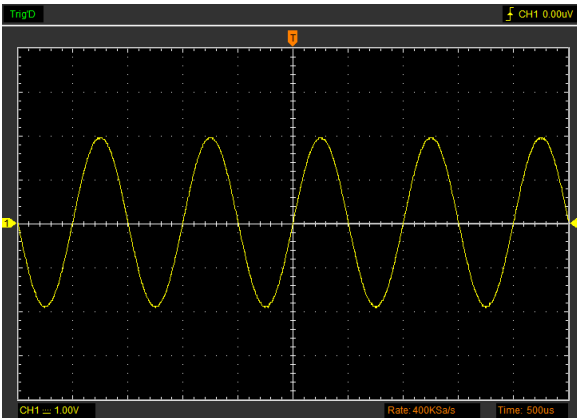 Trig'D
CH1 0.00uV
T
1
CH1 1.00V
Rate: 400KSa/s
Time: 500us